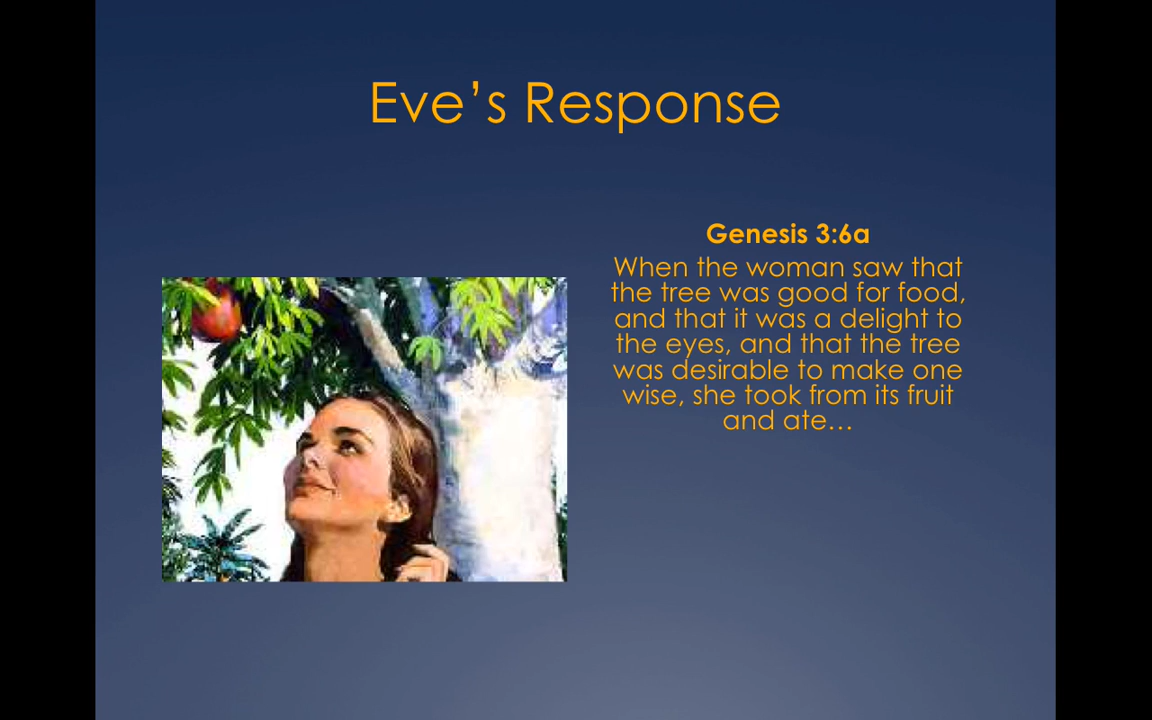 Eve’s Response
Genesis 3:6a
When the woman saw that
the tree was good for food,
and that it was a delight to
the eyes, and that the tree
was desirable to make one
wise, she took from its fruit
and ate…